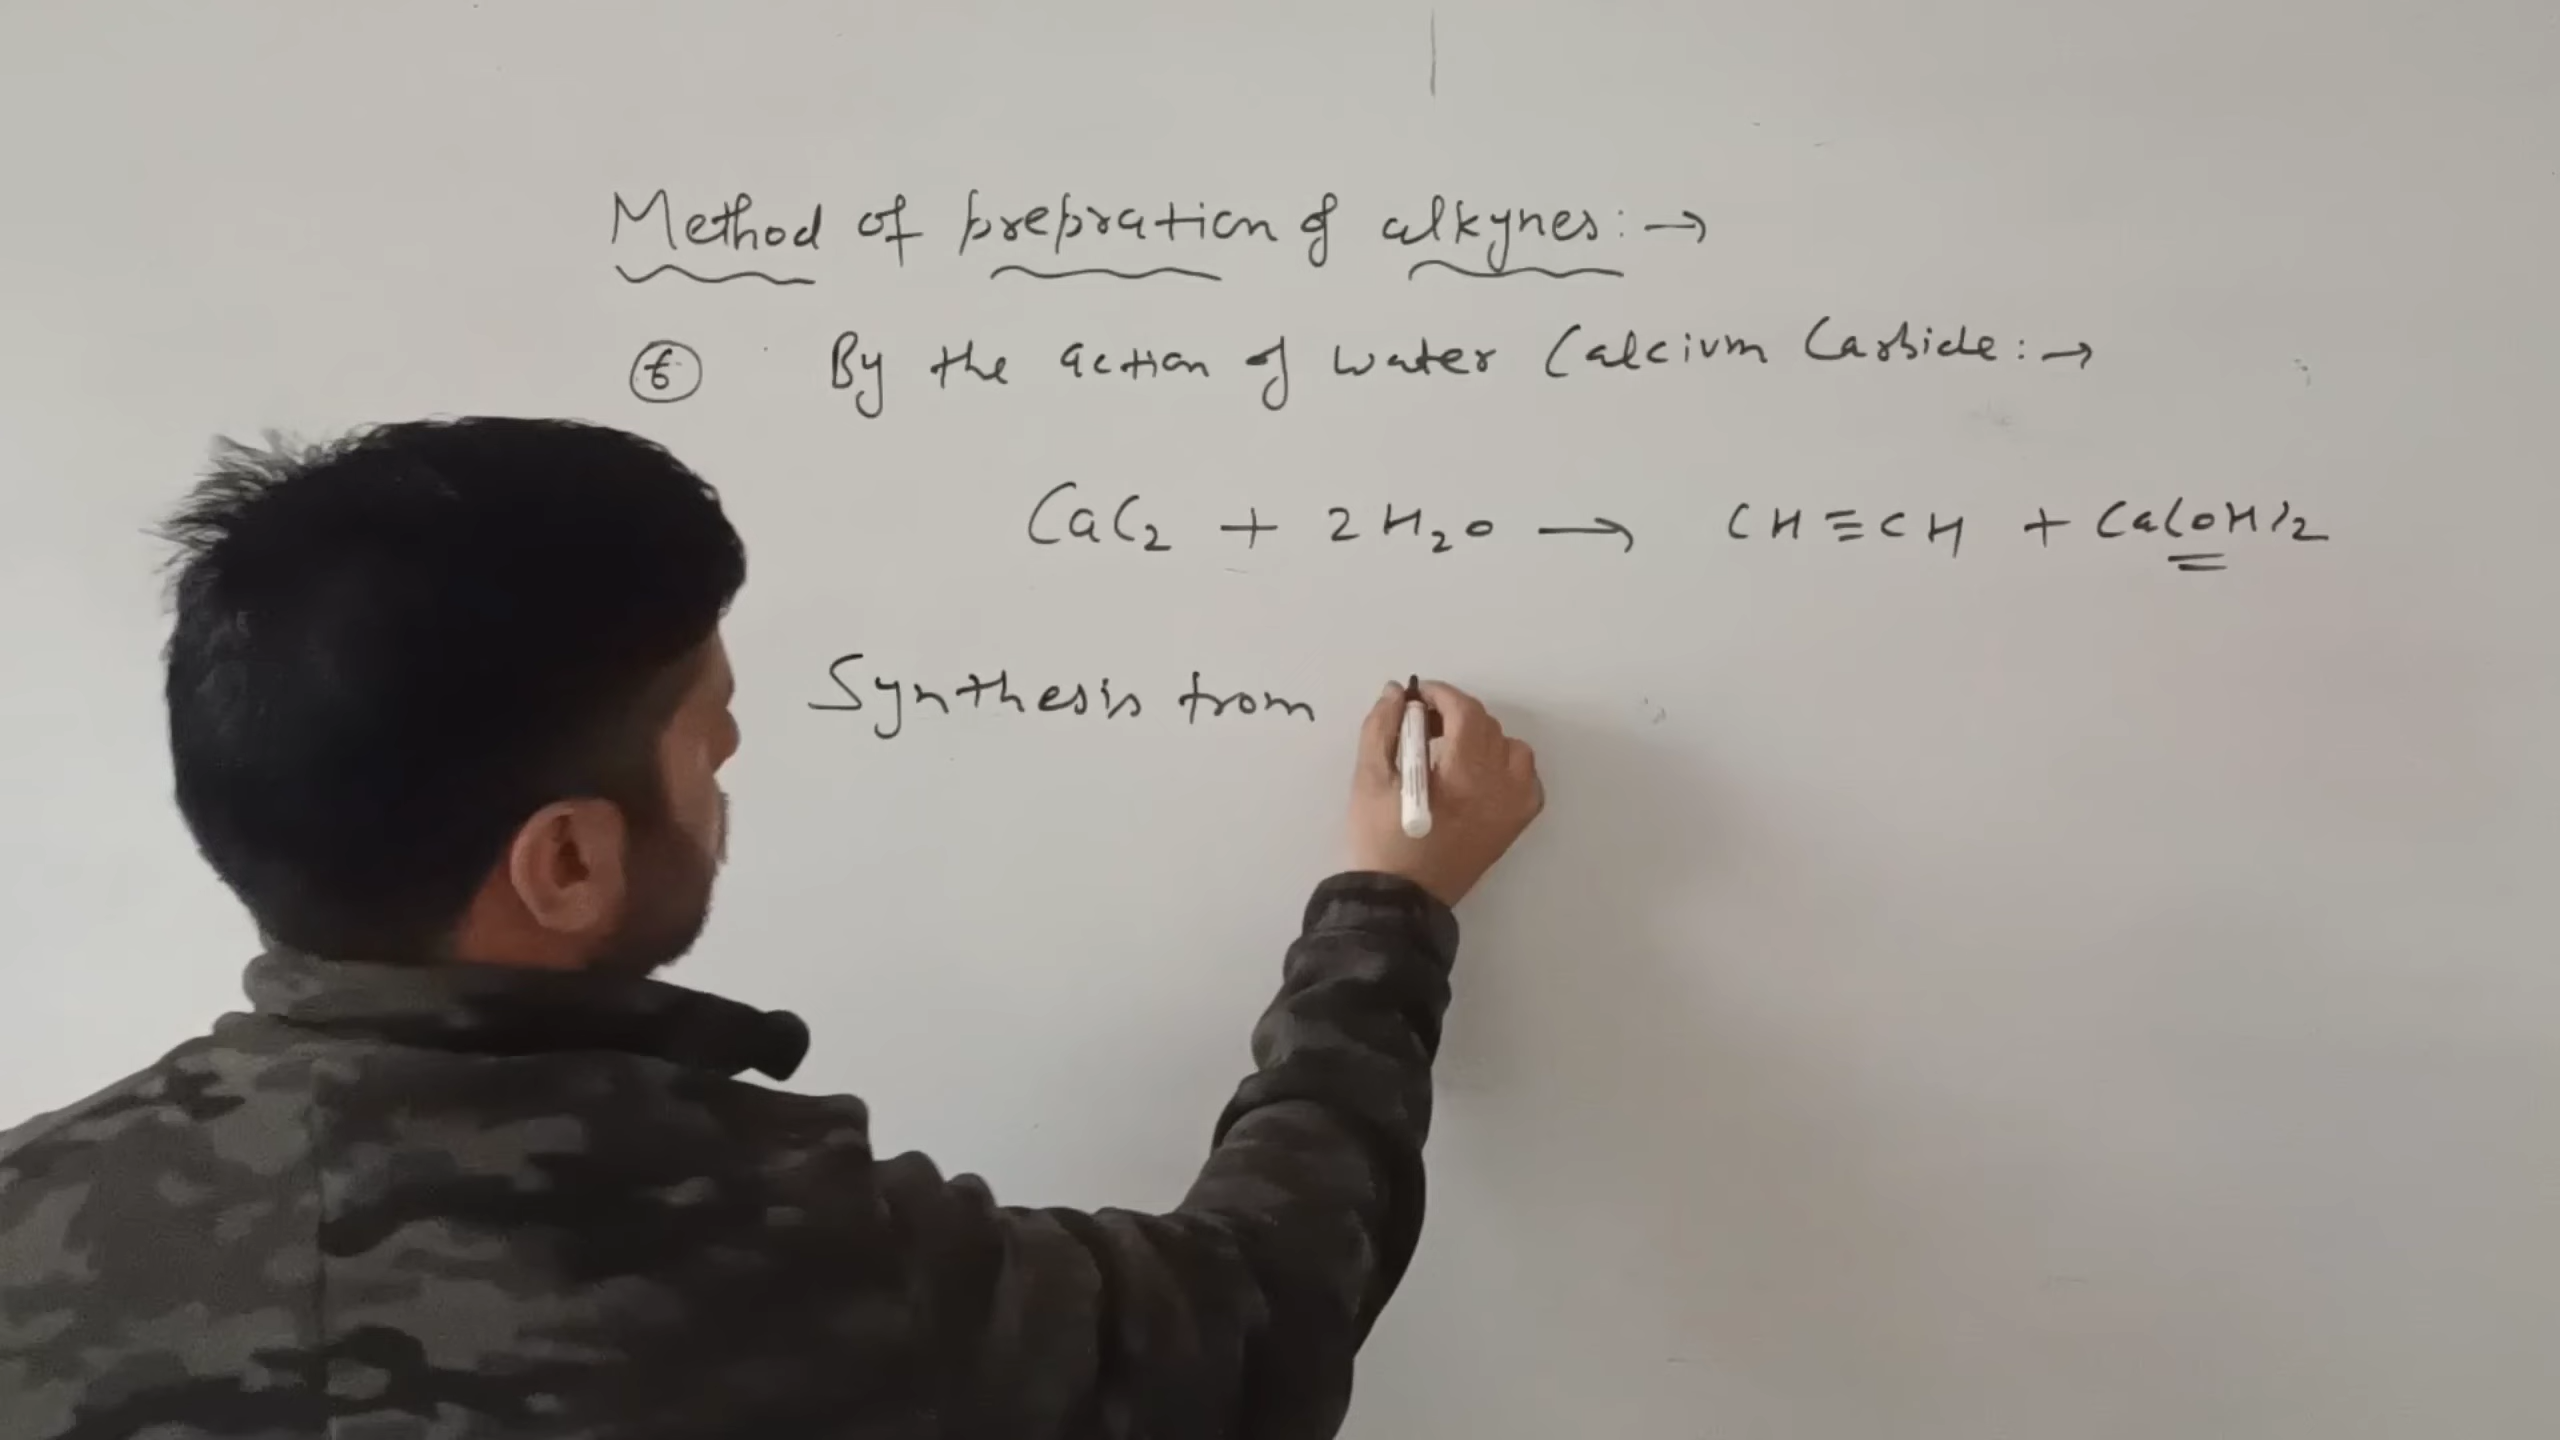 Method of prepration of alkynes:→
⑥ By the action of water Calcium Carbide:→
CaC₂ + 2H₂O → CH≡CH + Ca(OH)₂
Synthesis from